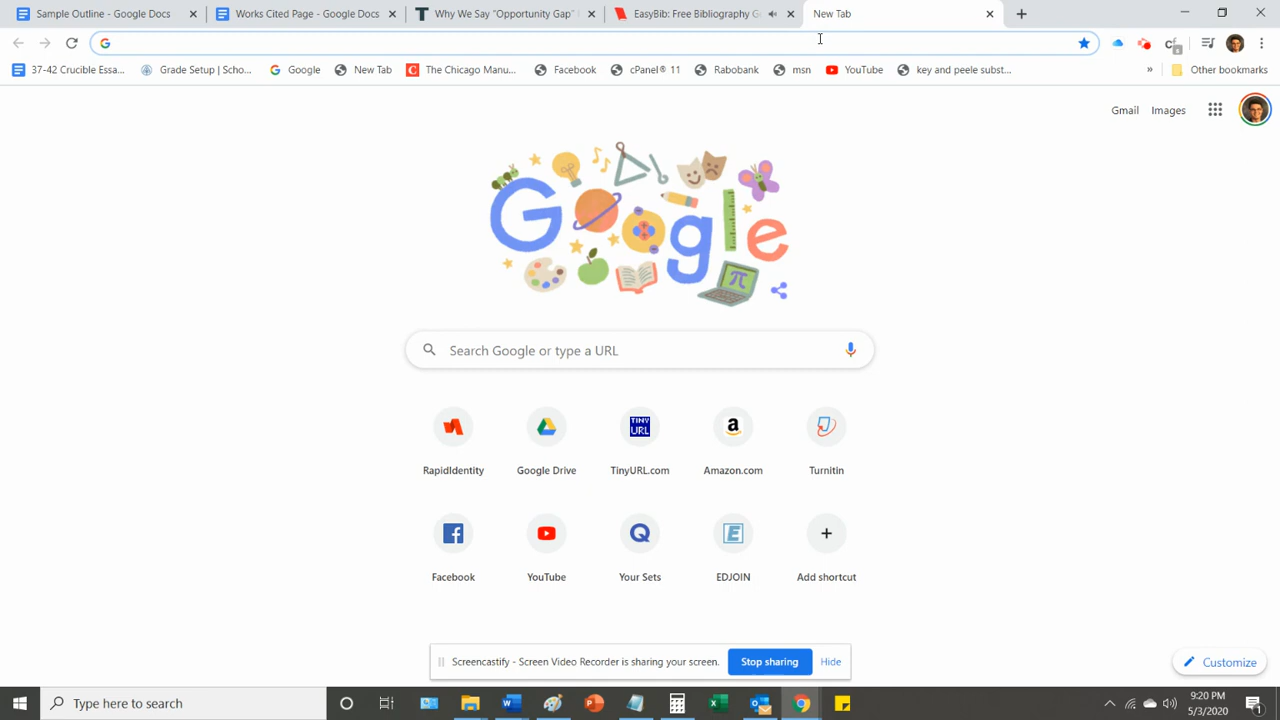 Sample Outline - Google Docs
Works Cited Page - Google Docs
Why We Say "Opportunity Gap"
EasyBib: Free Bibliography Ge
New Tab
37-42 Crucible Essa...
Grade Setup | Scho...
Google
New Tab
The Chicago Manu...
Facebook
cPanel® 11
Rabobank
msn
YouTube
key and peele subst...
»
Other bookmarks
Gmail
Images
Google
π
Search Google or type a URL
TINY
URL
a
RapidIdentity
Google Drive
TinyURL.com
Amazon.com
Turnitin
Facebook
YouTube
Your Sets
EDJOIN
Add shortcut
Screencastify - Screen Video Recorder is sharing your screen.
Stop sharing
Hide
Customize
Type here to search
9:20 PM
5/3/2020